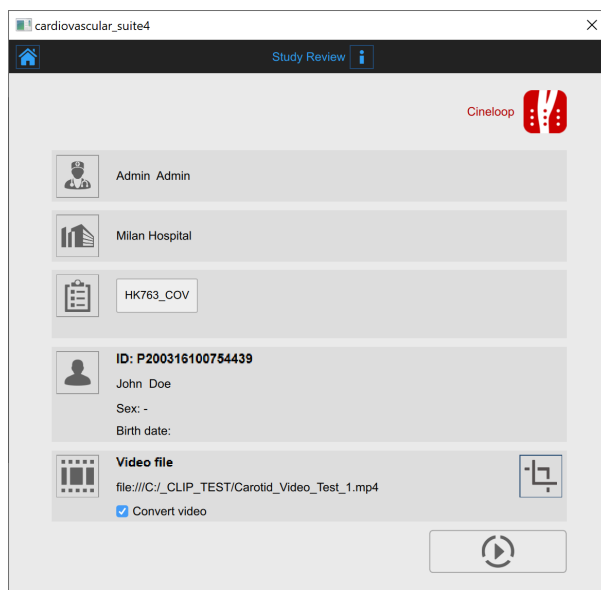 cardiovascular_suite4
Study Review
Cineloop
Admin Admin
Milan Hospital
HK763_COV
ID: P200316100754439
John Doe
Sex: -
Birth date:
Video file
file:///C:/_CLIP_TEST/Carotid_Video_Test_1.mp4
Convert video